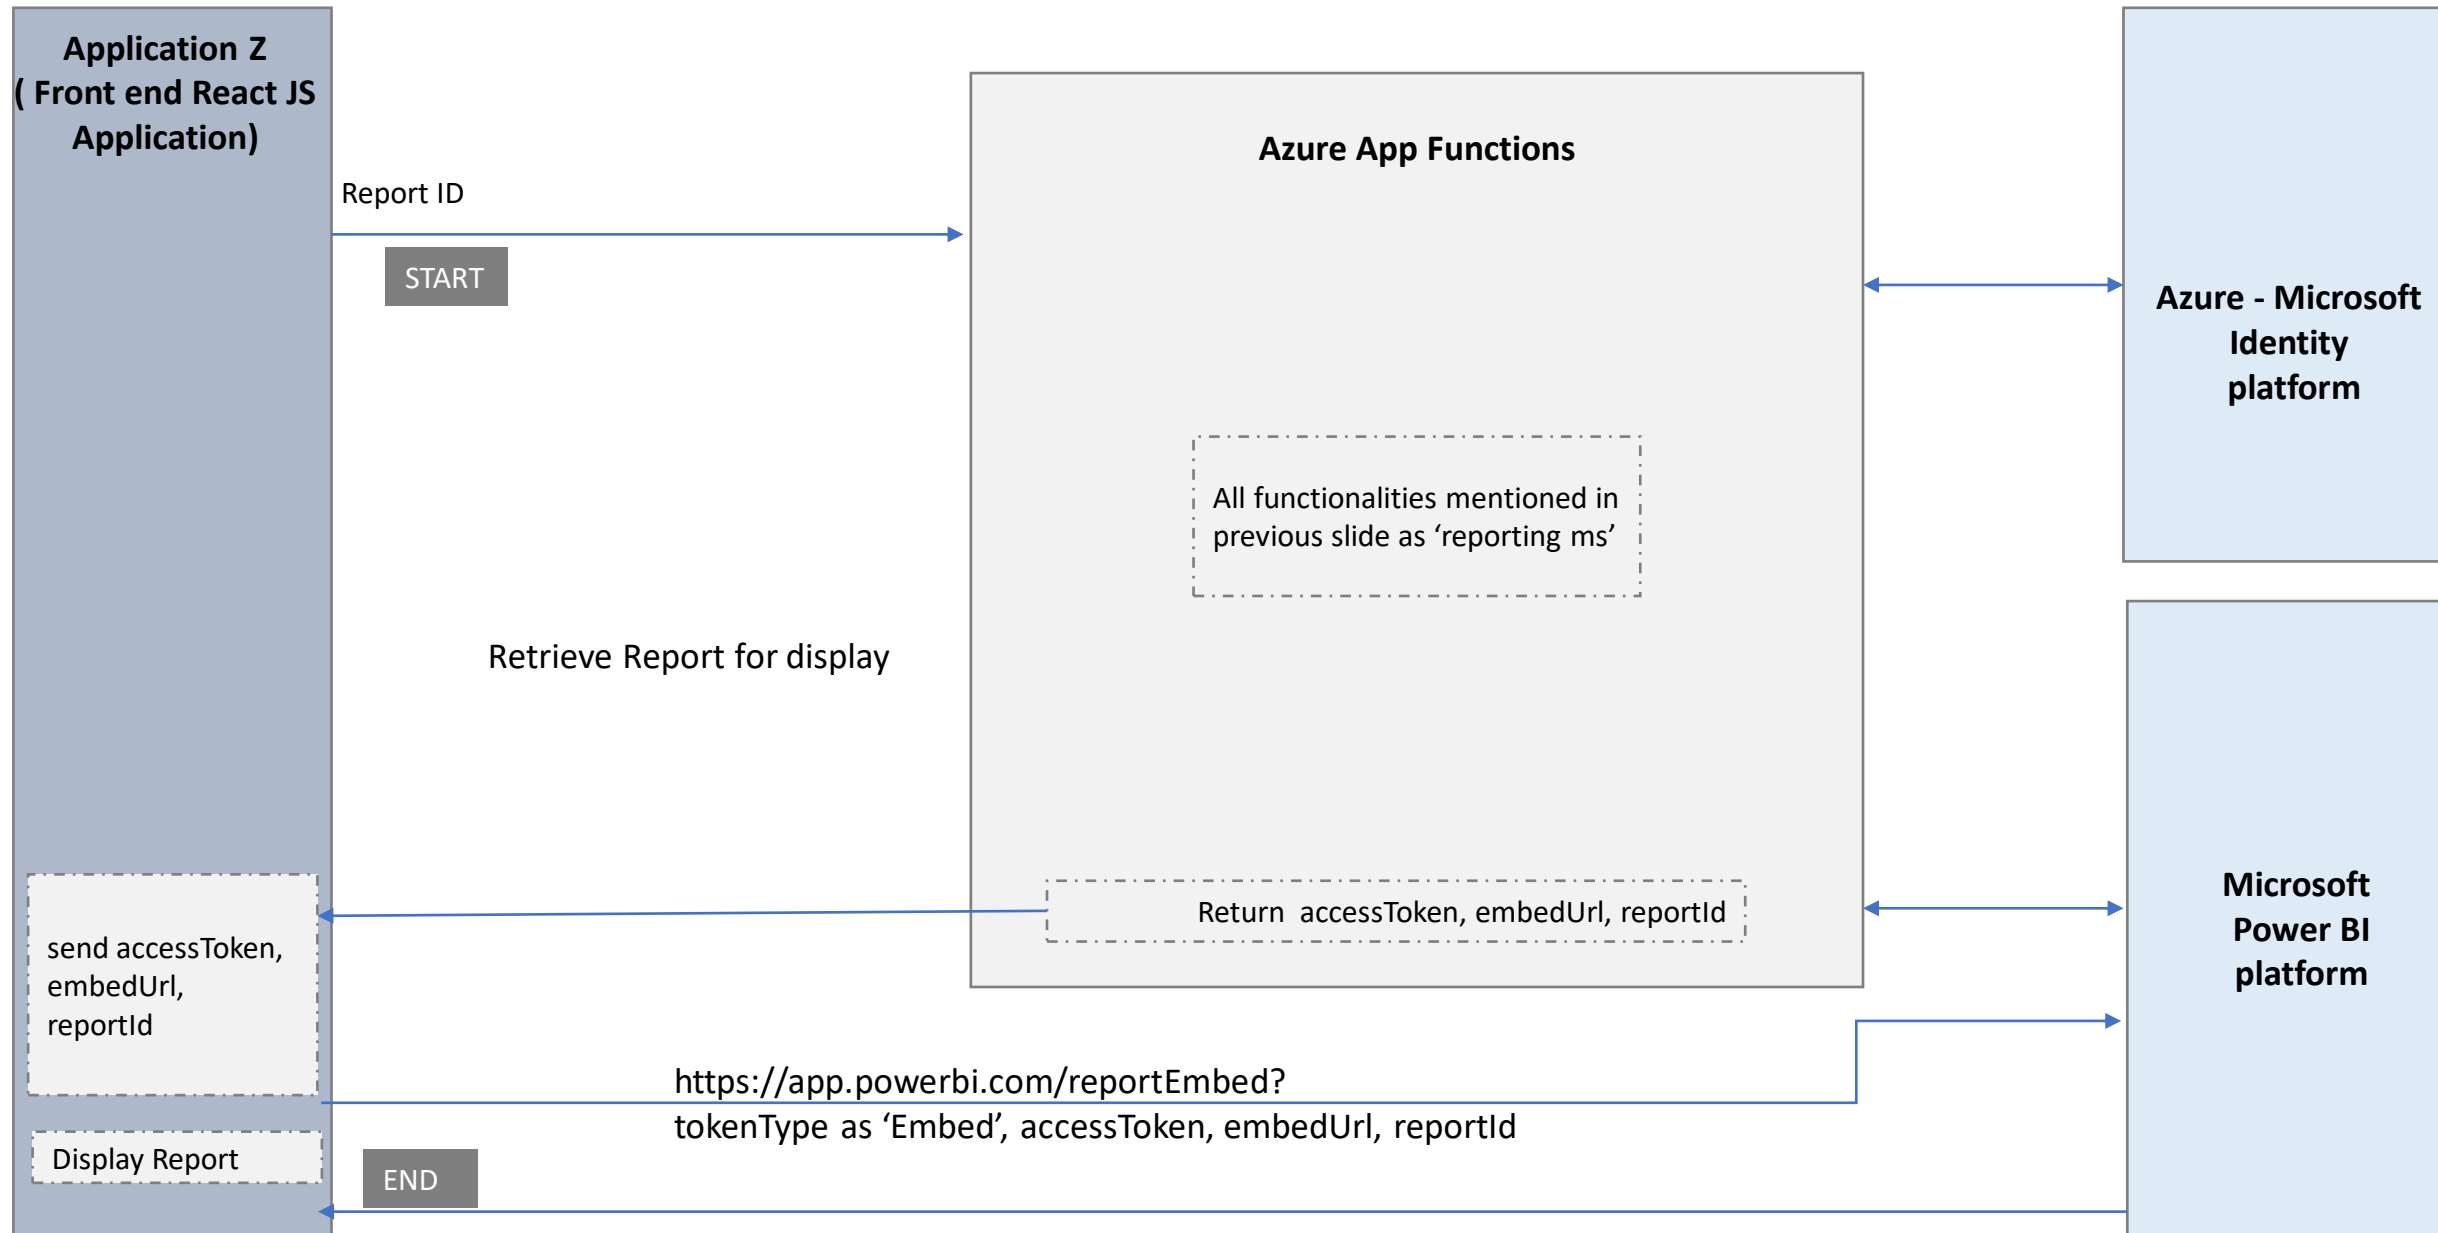 Application Z
( Front end React JS
Application)
Report ID
START
Azure App Functions
Azure - Microsoft
Identity
platform
All functionalities mentioned in
previous slide as ‘reporting ms’
Retrieve Report for display
Return  accessToken, embedUrl, reportId
Microsoft
Power BI
platform
send accessToken,
embedUrl,
reportId
https://app.powerbi.com/reportEmbed?
tokenType as ‘Embed’, accessToken, embedUrl, reportId
Display Report
END